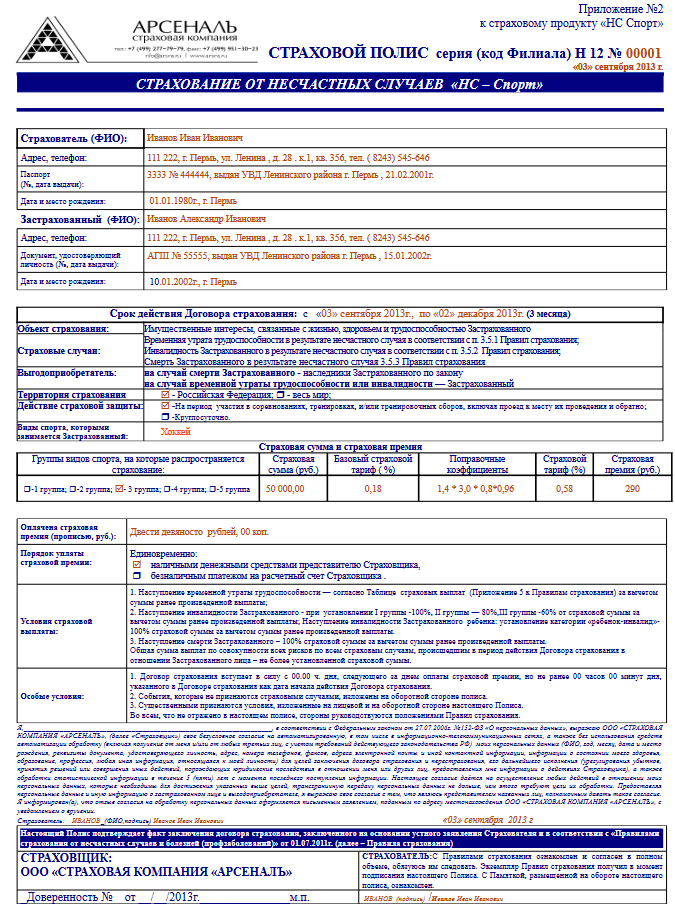 Приложение №2
к страховому продукту «НС Спорт»
АРСЕНАЛЪ
страховая компания
тел.: +7 (499) 277-79-79, факс: +7 (499) 951-30-23
info@arsna.ru | www.arsna.ru
СТРАХОВОЙ ПОЛИС серия (код Филиала) Н 12 № 00001
«03» сентября 2013 г.
СТРАХОВАНИЕ ОТ НЕСЧАСТНЫХ СЛУЧАЕВ «НС – Спорт»
Страхователь (ФИО): Иванов Иван Иванович
Адрес, телефон: 111 222, г. Пермь, ул. Ленина , д. 28 . к.1, кв. 356, тел. ( 8243) 545-646
Паспорт
(№, дата выдачи): 3333 № 444444, выдан УВД Ленинского района г. Пермь , 21.02.2001г.
Дата и место рождения: 01.01.1980г., г. Пермь
Застрахованный (ФИО): Иванов Александр Иванович
Адрес, телефон: 111 222, г. Пермь, ул. Ленина , д. 28 . к.1, кв. 356, тел. ( 8243) 545-646
Документ, удостоверяющий
личность (№, дата выдачи): АГШ № 55555, выдан УВД Ленинского района г. Пермь , 15.01.2002г.
Дата и место рождения: 10.01.2002г., г. Пермь
Срок действия Договора страхования: с «03» сентября 2013г., по «02» декабря 2013г. (3 месяца)
Объект страхования: Имущественные интересы, связанные с жизнью, здоровьем и трудоспособностью Застрахованного
Страховые случаи: Временная утрата трудоспособности в результате несчастного случая в соответствии с п. 3.5.1 Правил страхования;
Инвалидность Застрахованного в результате несчастного случая в соответствии с п. 3.5.2 Правил страхования;
Смерть Застрахованного в результате несчастного случая 3.5.3 Правил страхования
Выгодоприобретатель: на случай смерти Застрахованного - наследники Застрахованного по закону
на случай временной утраты трудоспособности или инвалидности — Застрахованный
Территория страхования ☑ - Российская Федерация; ❒ - весь мир;
Действие страховой защиты: ☑ -На период участия в соревнованиях, тренировках, и/или тренировочных сборов, включая проезд к месту их проведения и обратно;
❒ -Круглосуточно.
Виды спорта, которыми
занимается Застрахованный: Хоккей
Страховая сумма и страховая премия
Группы видов спорта, на которые распространяется страхование: Страховая сумма (руб.) Базовый страховой тариф ( %) Поправочные коэффициенты Страховой тариф (%) Страховая премия (руб.)
❒-1 группа; ❒-2 группа; ☑- 3 группа; ❒-4 группа; ❒-5 группа 50 000,00 0,18 1,4 * 3,0 * 0,8*0,96 0,58 290
Оплачена страховая
премия (прописью, руб.): Двести девяносто рублей, 00 коп.
Порядок уплаты
страховой премии: Единовременно:
☑ наличными денежными средствами представителю Страховщика,
❒ безналичным платежом на расчетный счет Страховщика .
Условия страховой
выплаты: 1. Наступление временной утраты трудоспособности — согласно Таблице страховых выплат (Приложение 5 к Правилам страхования) за вычетом
суммы ранее произведенной выплаты;
2. Наступление инвалидности Застрахованного - при установлении I группы -100%, II группы — 80%,III группы -60% от страховой суммы за
вычетом суммы ранее произведенной выплаты; Наступление инвалидности Застрахованного ребенка: установление категории «ребенок-инвалид»-
100% страховой суммы за вычетом суммы ранее произведенной выплаты.
3. Наступление смерти Застрахованного – 100% страховой суммы за вычетом суммы ранее произведенной выплаты.
Общая сумма выплат по совокупности всех рисков по всем страховым случаям, происшедшим в период действия Договора страхования в
отношении Застрахованного лица – не более установленной страховой суммы.
Особые условия: 1. Договор страхования вступает в силу с 00.00 ч. дня, следующего за днем оплаты страховой премии, но не ранее 00 часов 00 минут дня,
указанного в Договоре страхования как дата начала действия Договора страхования.
2. События, которые не признаются страховыми случаями, изложены на оборотной стороне полиса.
3. Существенными признаются условия, изложенные на лицевой и на оборотной стороне настоящего Полиса.
Во всем, что не отражено в настоящем полисе, стороны руководствуются положениями Правил страхования.
Я, , в соответствии с Федеральным законом от 27.07.2006г. №152-ФЗ «О персональных данных», выражаю ООО «СТРАХОВАЯ
КОМПАНИЯ «АРСЕНАЛЪ», (далее «Страховщик») свое безусловное согласие на
Страхователь: ИВАНОВ (ФИО,подпись) Иванов Иван Иванович «03» сентября 2013 г
Настоящий Полис подтверждает факт заключения договора страхования, заключенного на основании устного заявления Страхователя и в соответствии с «Правилами
страхования от несчастных случаев и болезней (профзаболеваний)» от 01.07.2011г. (далее – Правила страхования)
СТРАХОВЩИК:
ООО «СТРАХОВАЯ КОМПАНИЯ «АРСЕНАЛЪ»
Доверенность № от / /2013г. м.п.
СТРАХОВАТЕЛЬ:С Правилами страхования ознакомлен и согласен в полном
объеме, обязуюсь им следовать. Экземпляр Правил страхования получил в момент
подписания настоящего Полиса. С Памяткой, размещенной на обороте настоящего
полиса, ознакомлен.
ИВАНОВ (подпись) /Иванов Иван Иванович